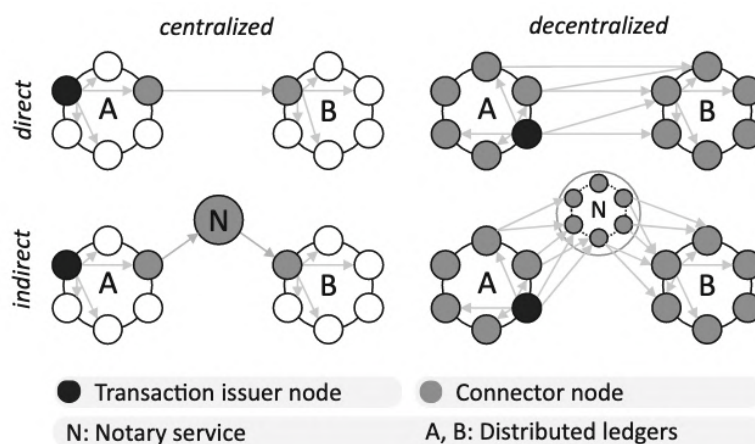 centralized
decentralized
direct
A
B
A
B
indirect
N
A
B
N
A
B
Transaction issuer node
Connector node
N: Notary service
A, B: Distributed ledgers